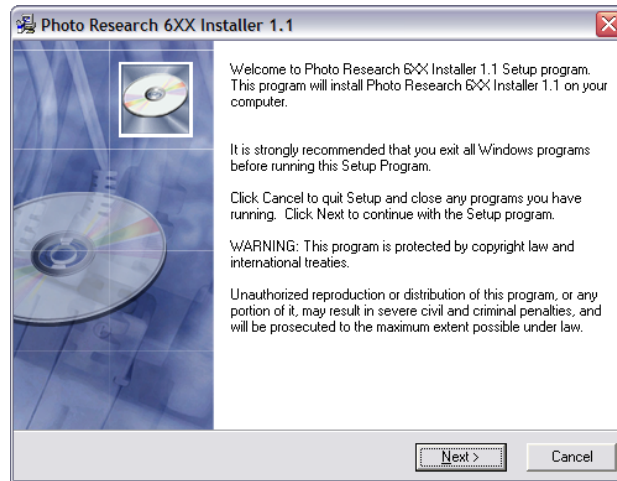 Photo Research 6XX Installer 1.1
Welcome to Photo Research 6XX Installer 1.1 Setup program.
This program will install Photo Research 6XX Installer 1.1 on your
computer.
It is strongly recommended that you exit all Windows programs
before running this Setup Program.
Click Cancel to quit Setup and close any programs you have
running. Click Next to continue with the Setup program.
WARNING: This program is protected by copyright law and
international treaties.
Unauthorized reproduction or distribution of this program, or any
portion of it, may result in severe civil and criminal penalties, and
will be prosecuted to the maximum extent possible under law.
Next > Cancel